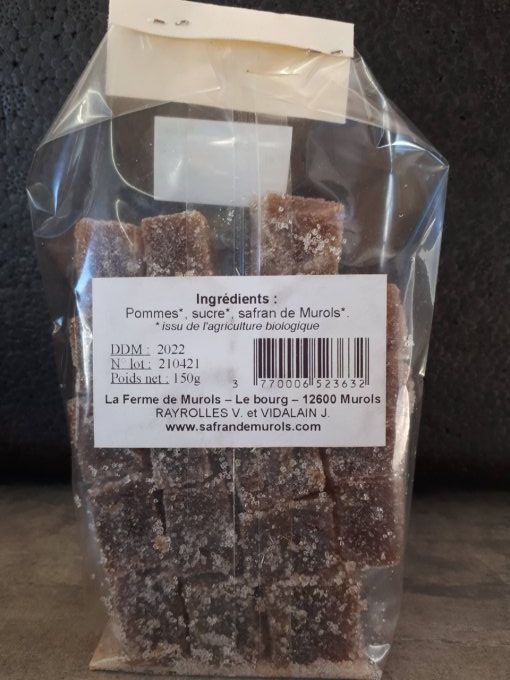 Ingrédients :
Pommes*, sucre*, safran de Murols*.
* issu de l'agriculture biologique
DDM : 2022
N° lot : 210421
Poids net : 150g
3 770006 523632
La Ferme de Murols – Le bourg – 12600 Murols
RAYROLLES V. et VIDALAIN J.
www.safrandemurols.com